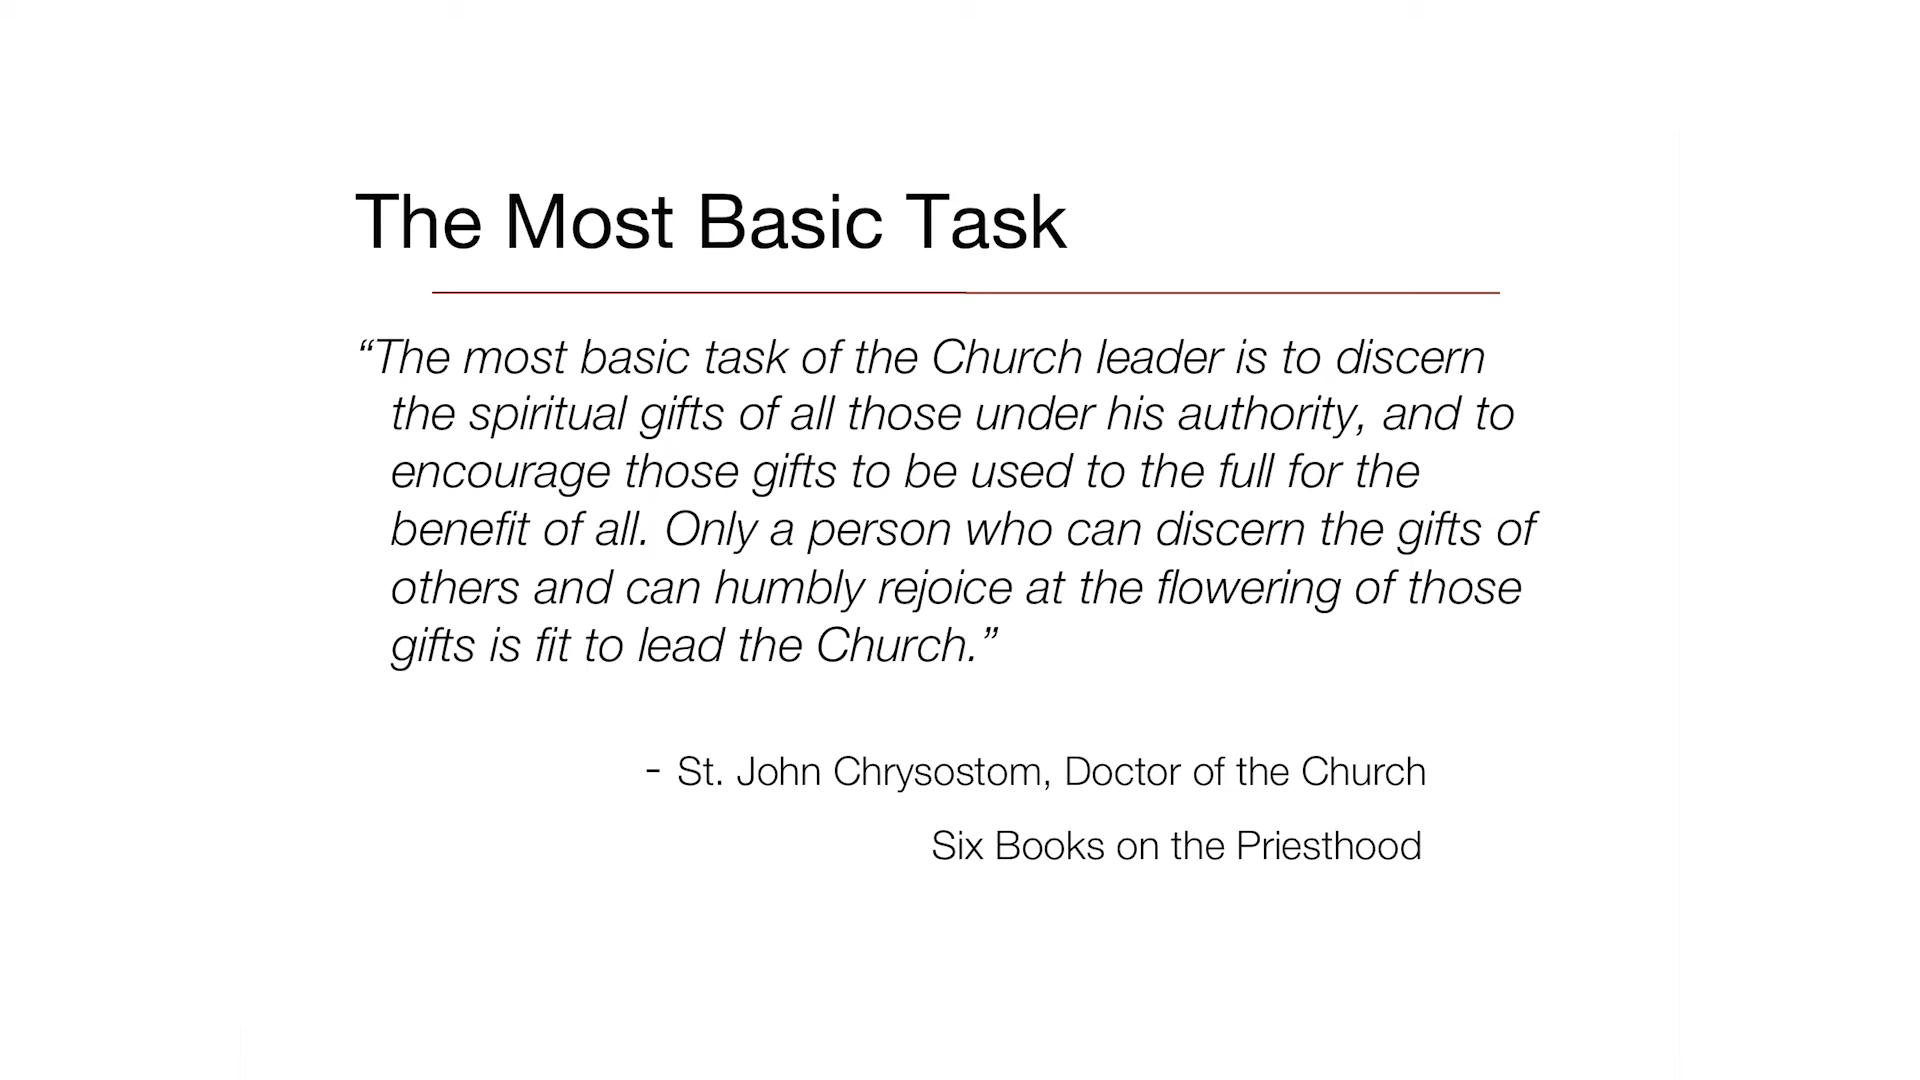 The Most Basic Task
“The most basic task of the Church leader is to discern
the spiritual gifts of all those under his authority, and to
encourage those gifts to be used to the full for the
benefit of all. Only a person who can discern the gifts of
others and can humbly rejoice at the flowering of those
gifts is fit to lead the Church.”
- St. John Chrysostom, Doctor of the Church
Six Books on the Priesthood